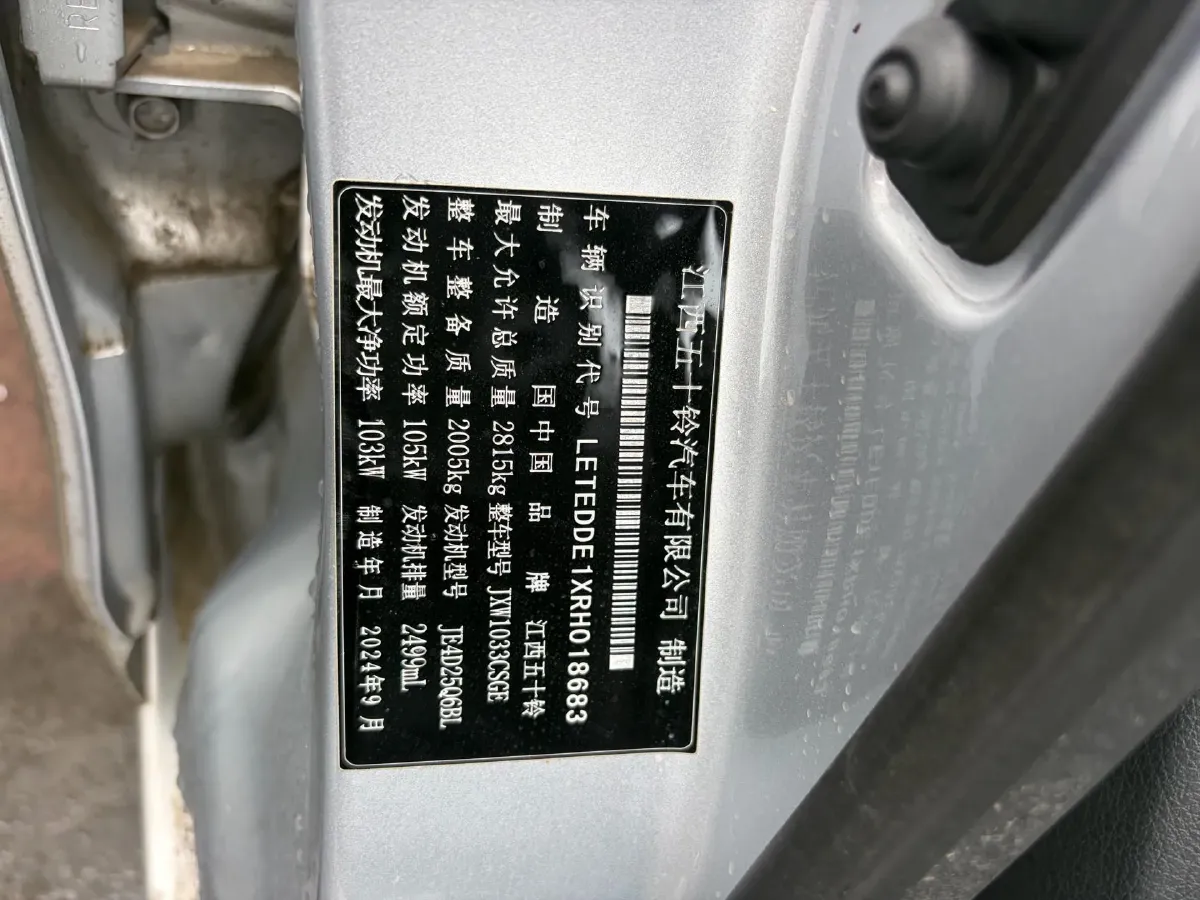 江西五十铃汽车有限公司 制造
车辆识别代号 LETEDDE1XRH018683
制造国 中国 品牌 江西五十铃
最大允许总质量 2815kg 整车型号 JXW1033CSGE
整车整备质量 2005kg 发动机型号 JE4D25Q6BL
发动机额定功率 105kW 发动机排量 2499mL
发动机最大净功率 103kW 制造年月 2024年9月